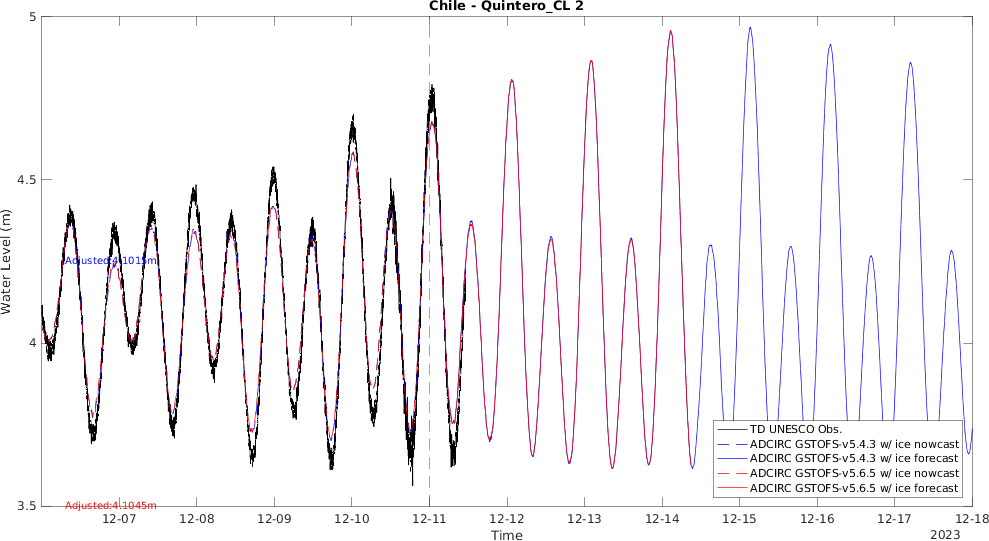 Chile - Quintero_CL 2
Water Level (m)
5
4.5
4
3.5
Adjusted:4.1015m
Adjusted:4.1045m
TD UNESCO Obs.
ADCIRC GSTOFS-v5.4.3 w/ ice nowcast
ADCIRC GSTOFS-v5.4.3 w/ ice forecast
ADCIRC GSTOFS-v5.6.5 w/ ice nowcast
ADCIRC GSTOFS-v5.6.5 w/ ice forecast
12-07 12-08 12-09 12-10 12-11 12-12 12-13 12-14 12-15 12-16 12-17 12-18
Time
2023